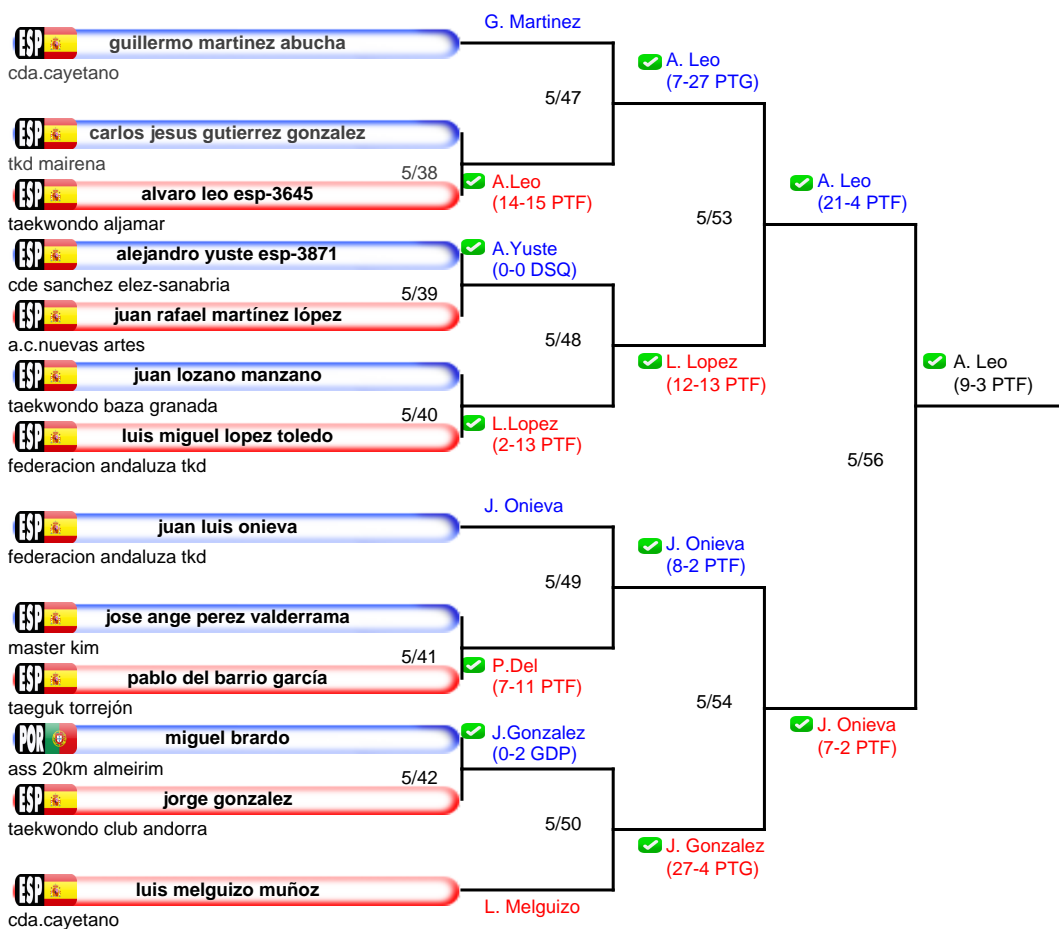 G. Martinez
ESP guillermo martinez abucha
cda.cayetano
A. Leo
(7-27 PTG)
5/47
ESP carlos jesus gutierrez gonzalez
tkd mairena
5/38
A.Leo
(14-15 PTF)
ESP alvaro leo esp-3645
taekwondo aljamar
A. Leo
(21-4 PTF)
5/53
ESP alejandro yuste esp-3871
A.Yuste
(0-0 DSQ)
cde sanchez elez-sanabria
5/39
ESP juan rafael martínez lópez
a.c.nuevas artes
5/48
L. Lopez
(12-13 PTF)
A. Leo
(9-3 PTF)
ESP juan lozano manzano
taekwondo baza granada
5/40
L.Lopez
(2-13 PTF)
ESP luis miguel lopez toledo
federacion andaluza tkd
5/56
J. Onieva
ESP juan luis onieva
federacion andaluza tkd
J. Onieva
(8-2 PTF)
5/49
ESP jose ange perez valderrama
master kim
5/41
P.Del
(7-11 PTF)
ESP pablo del barrio garcía
taeguk torrejón
5/54
J. Onieva
(7-2 PTF)
POR miguel brardo
J.Gonzalez
(0-2 GDP)
ass 20km almeirim
5/42
ESP jorge gonzalez
taekwondo club andorra
5/50
J. Gonzalez
(27-4 PTG)
ESP luis melguizo muñoz
L. Melguizo
cda.cayetano